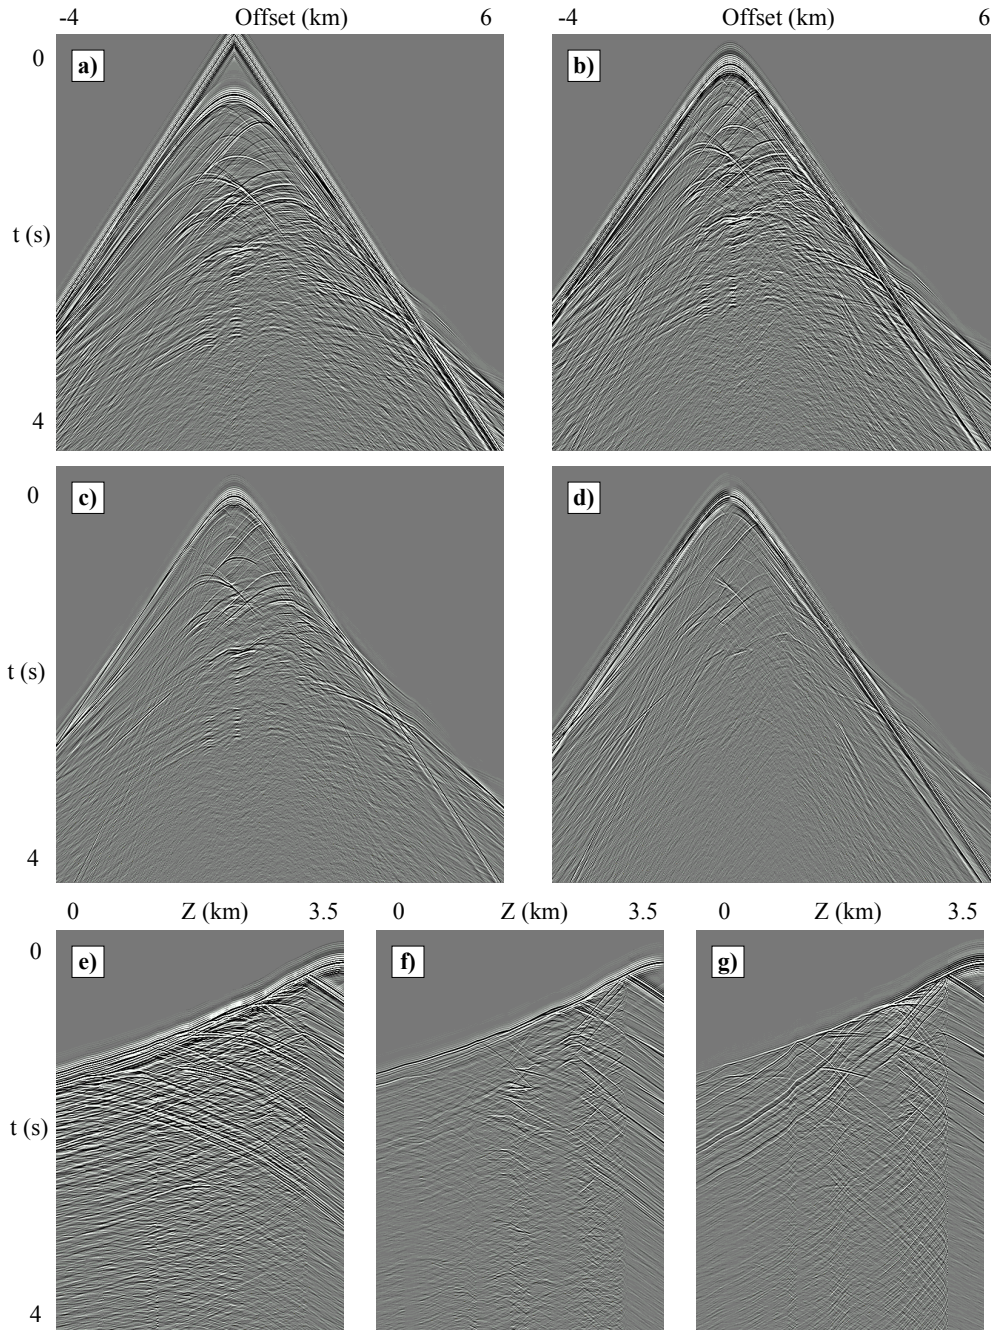 -4 Offset (km) 6 -4 Offset (km) 6
0 a) b)
t (s)
4
0 c) d)
t (s)
4
0 Z (km) 3.5 0 Z (km) 3.5 0 Z (km) 3.5
0 e) f) g)
t (s)
4